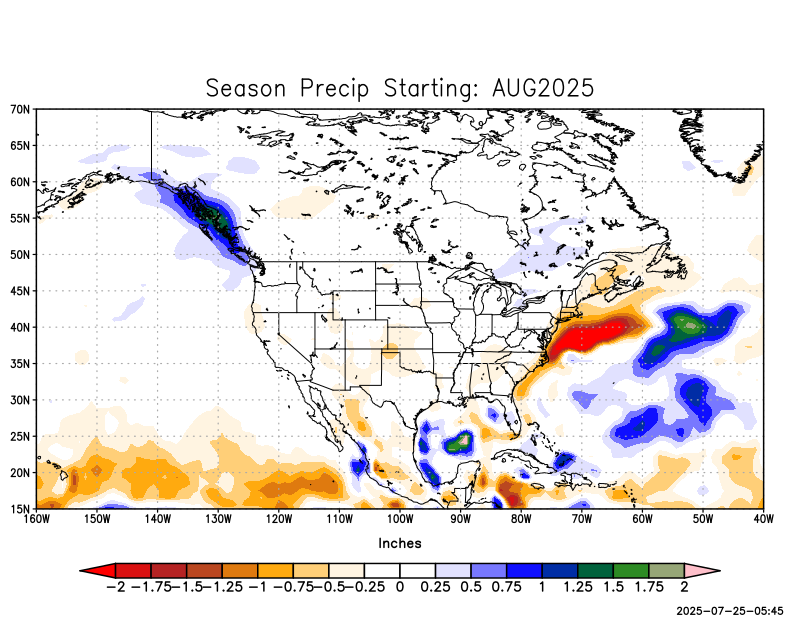 Season Precip Starting: AUG2025
70N
65N
60N
55N
50N
45N
40N
35N
30N
25N
20N
15N
160W 150W 140W 130W 120W 110W 100W 90W 80W 70W 60W 50W 40W
Inches
−2 −1.75 −1.5 −1.25 −1 −0.75 −0.5 −0.25 0 0.25 0.5 0.75 1 1.25 1.5 1.75 2
2025-07-25-05:45